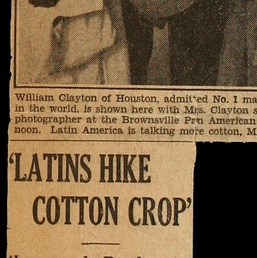 William Clayton of Houston, admitted No. 1 ma
in the world, is shown here with Mrs. Clayton s
photographer at the Brownsville Pan American
noon. Latin America is talking more cotton, M
'LATINS HIKE
COTTON CROP'